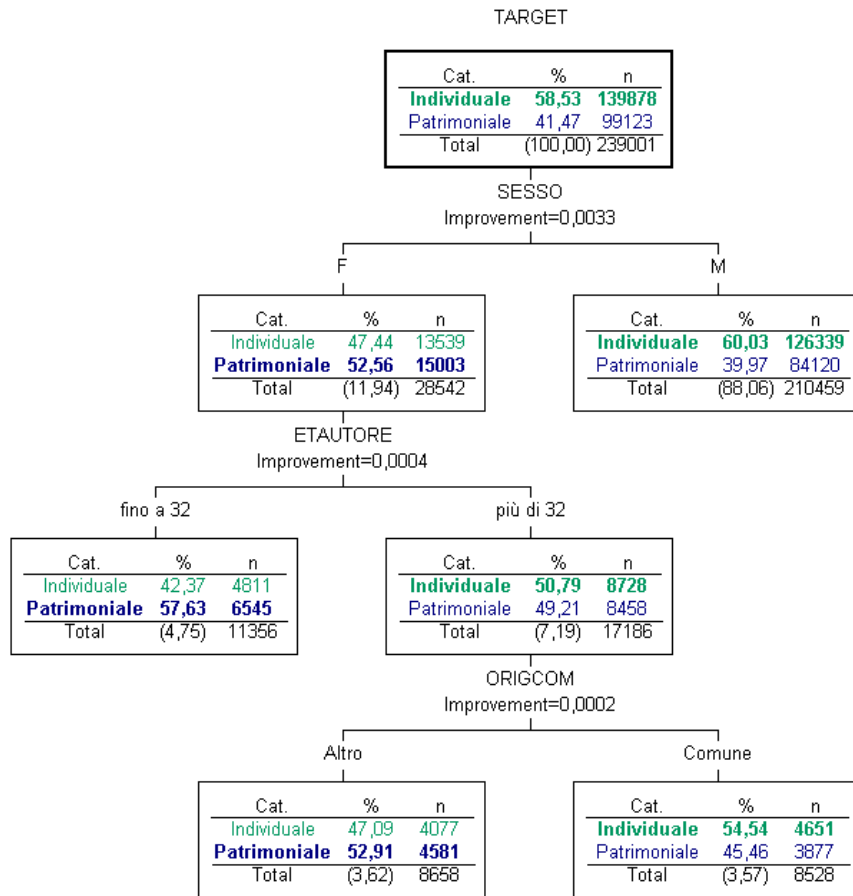 TARGET
Cat. % n
Individuale 58,53 139878
Patrimoniale 41,47 99123
Total (100,00) 239001
SESSO
Improvement=0,0033
F M
Cat. % n Cat. % n
Individuale 47,44 13539 Individuale 60,03 126339
Patrimoniale 52,56 15003 Patrimoniale 39,97 84120
Total (11,94) 28542 Total (88,06) 210459
ETAUTORE
Improvement=0,0004
fino a 32 più di 32
Cat. % n Cat. % n
Individuale 42,37 4811 Individuale 50,79 8728
Patrimoniale 57,63 6545 Patrimoniale 49,21 8458
Total (4,75) 11356 Total (7,19) 17186
ORIGCOM
Improvement=0,0002
Altro Comune
Cat. % n Cat. % n
Individuale 47,09 4077 Individuale 54,54 4651
Patrimoniale 52,91 4581 Patrimoniale 45,46 3877
Total (3,62) 8658 Total (3,57) 8528